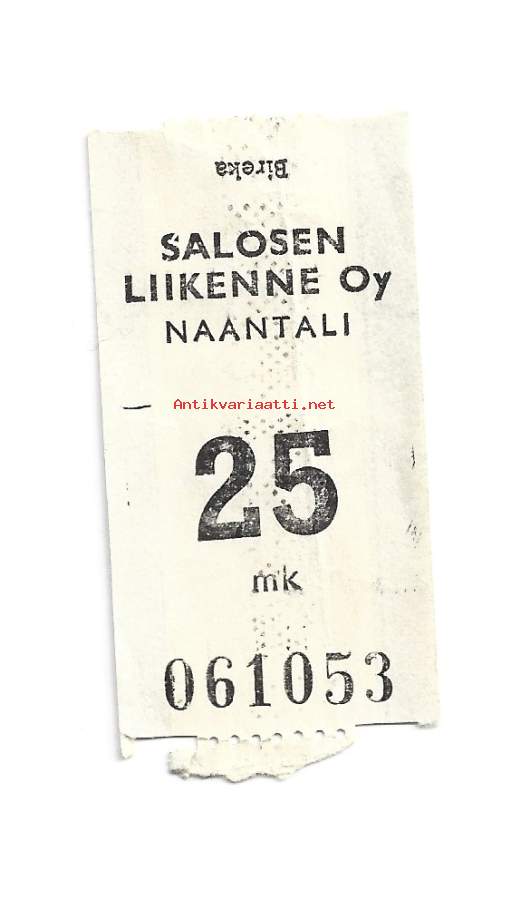 Bireka
SALOSEN
LIIKENNE Oy
NAANTALI
Antikvariaatti.net
25
mk
061053